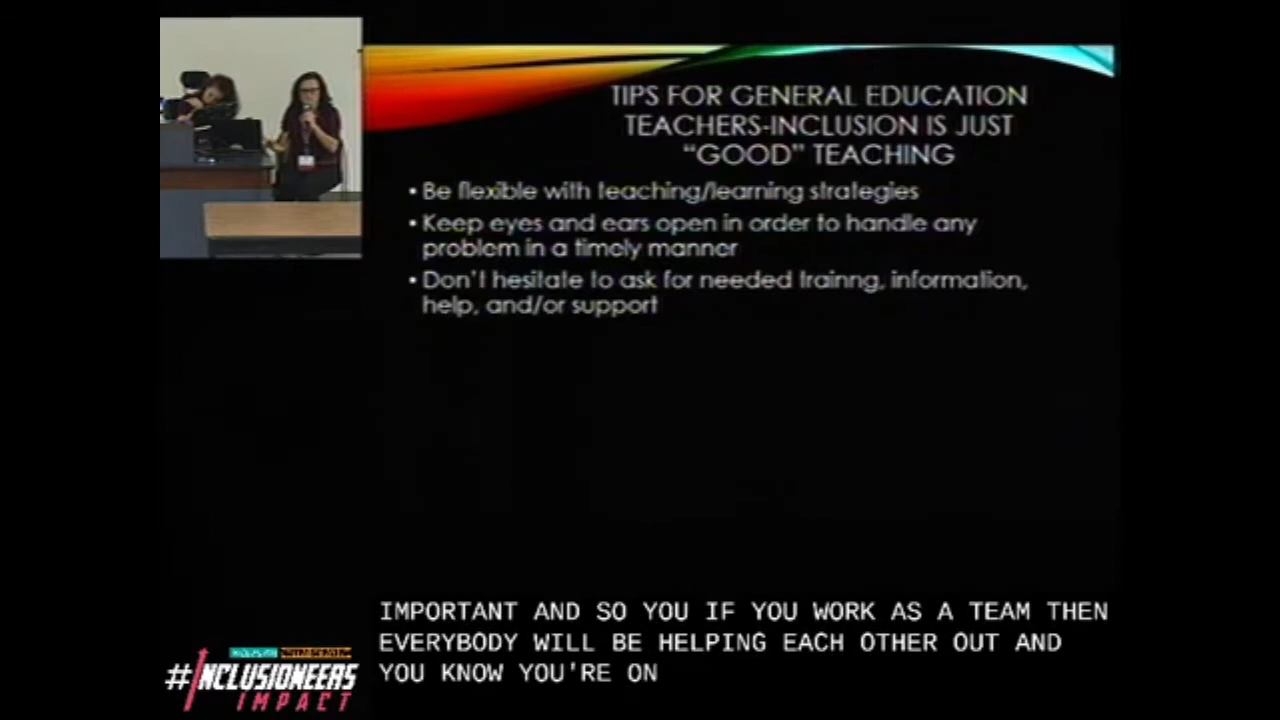 TIPS FOR GENERAL EDUCATION
TEACHERS-INCLUSION IS JUST
“GOOD” TEACHING
• Be flexible with teaching/learning strategies
• Keep eyes and ears open in order to handle any
problem in a timely manner
• Don't hesitate to ask for needed trainng, information,
help, and/or support
IMPORTANT AND SO YOU IF YOU WORK AS A TEAM THEN
EVERYBODY WILL BE HELPING EACH OTHER OUT AND
YOU KNOW YOU'RE ON
#INCLUSIONEERS
IMPACT